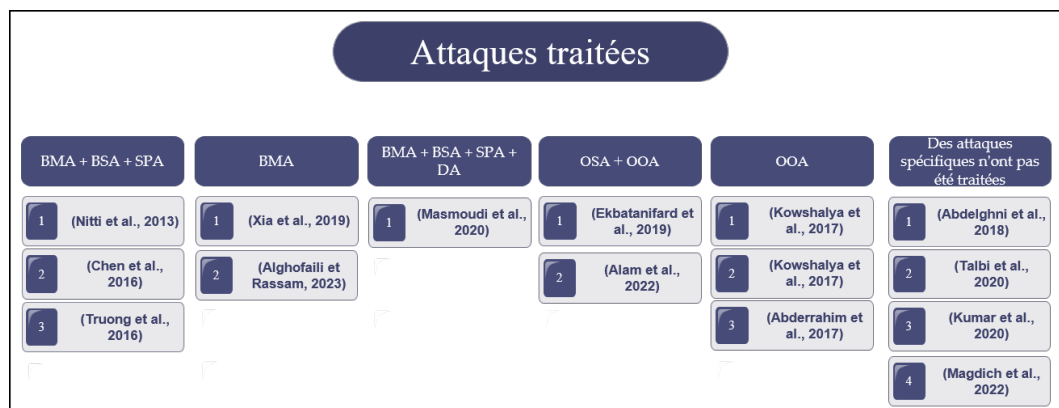 Attaques traitées
BMA + BSA + SPA
1
(Nitti et al., 2013)
2
(Chen et al.,
2016)
3
(Truong et al.,
2016)
BMA
1
(Xia et al., 2019)
2
(Alghofaili et
Rassam, 2023)
BMA + BSA + SPA +
DA
1
(Masmoudi et al.,
2020)
OSA + OOA
1
(Ekbatanifard et
al., 2019)
2
(Alam et al.,
2022)
OOA
1
(Kowshalya et
al., 2017)
2
(Kowshalya et
al., 2017)
3
(Abderrahim et
al., 2017)
Des attaques
spécifiques n'ont pas
été traitées
1
(Abdelghni et al.,
2018)
2
(Talbi et al.,
2020)
3
(Kumar et al.,
2020)
4
(Magdich et al.,
2022)